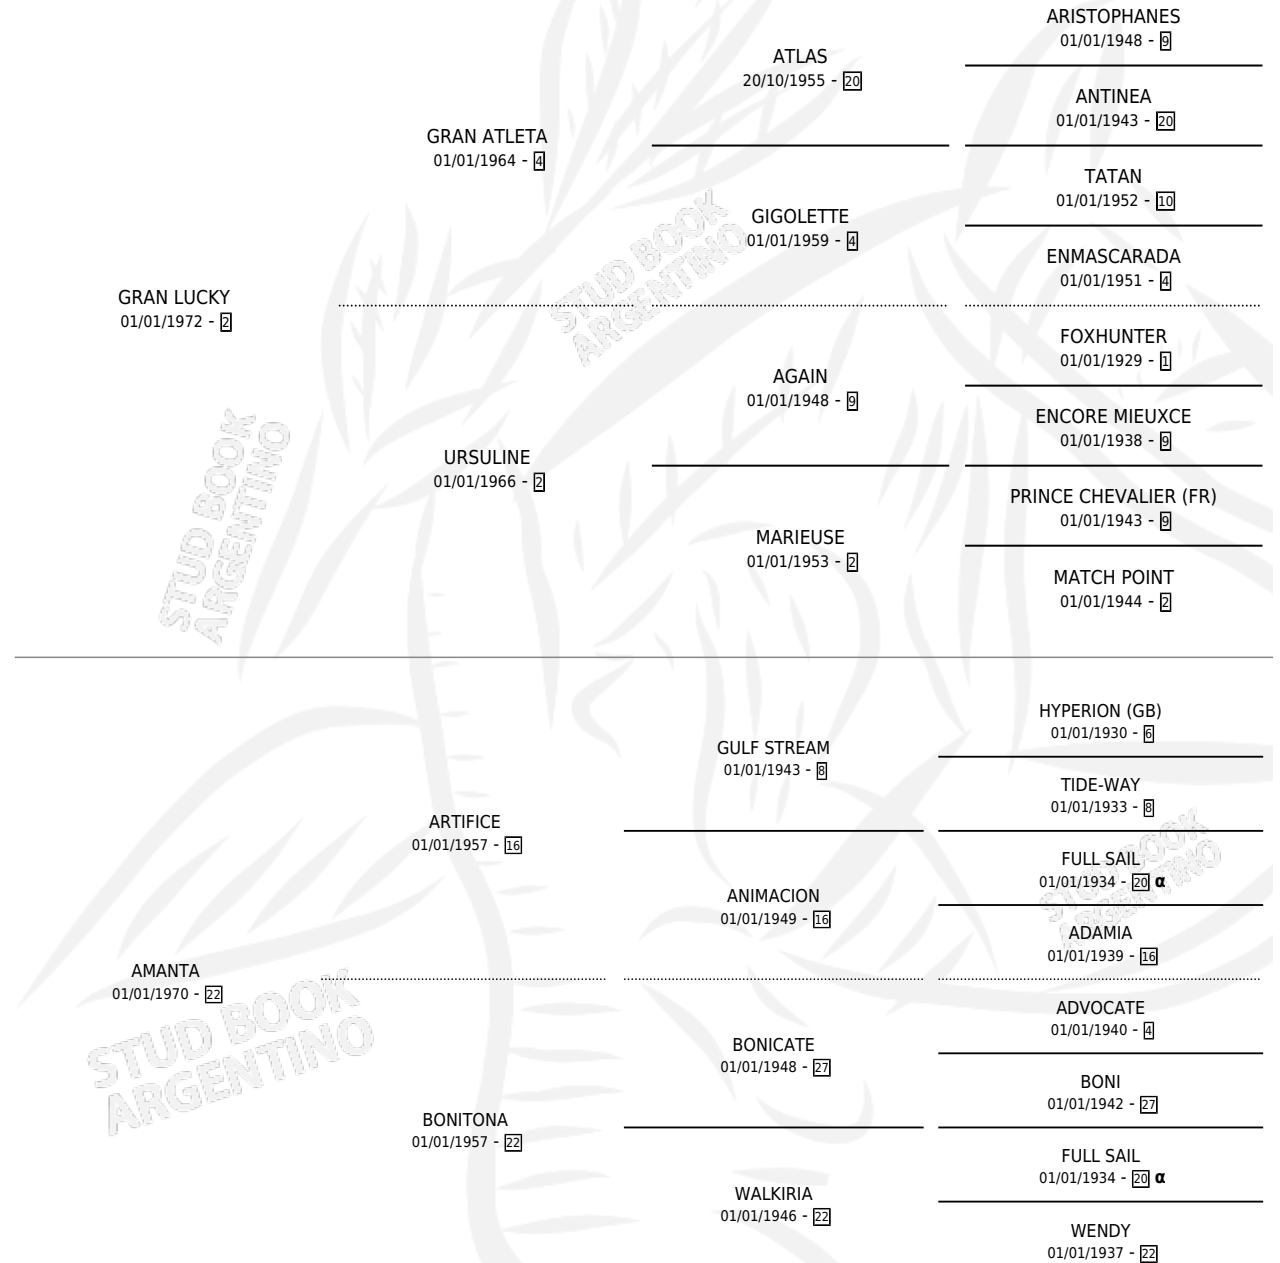 ARISTOPHANES
01/01/1948 - 9
ATLAS
20/10/1955 - 20
ANTINEA
01/01/1943 - 20
GRAN ATLETA
01/01/1964 - 4
TATAN
01/01/1952 - 10
GIGOLETTE
01/01/1959 - 4
ENMASCARADA
01/01/1951 - 4
GRAN LUCKY
01/01/1972 - 2
STUD BOOK
ARGENTINO
FOXHUNTER
01/01/1929 - 1
AGAIN
01/01/1948 - 9
ENCORE MIEUXCE
01/01/1938 - 9
URSULINE
01/01/1966 - 2
PRINCE CHEVALIER (FR)
01/01/1943 - 9
STUD BOOK
ARGENTINO
MARIEUSE
01/01/1953 - 2
MATCH POINT
01/01/1944 - 2
HYPERION (GB)
01/01/1930 - 6
GULF STREAM
01/01/1943 - 8
TIDE-WAY
01/01/1933 - 8
ARTIFICE
01/01/1957 - 16
FULL SAIL
01/01/1934 - 20 α
STUD BOOK
ARGENTINO
ANIMACION
01/01/1949 - 16
ADAMIA
01/01/1939 - 16
AMANTA
01/01/1970 - 22
STUD BOOK
ARGENTINO
ADVOCATE
01/01/1940 - 4
BONICATE
01/01/1948 - 27
BONI
01/01/1942 - 27
BONITONA
01/01/1957 - 22
FULL SAIL
01/01/1934 - 20 α
WALKIRIA
01/01/1946 - 22
WENDY
01/01/1937 - 22